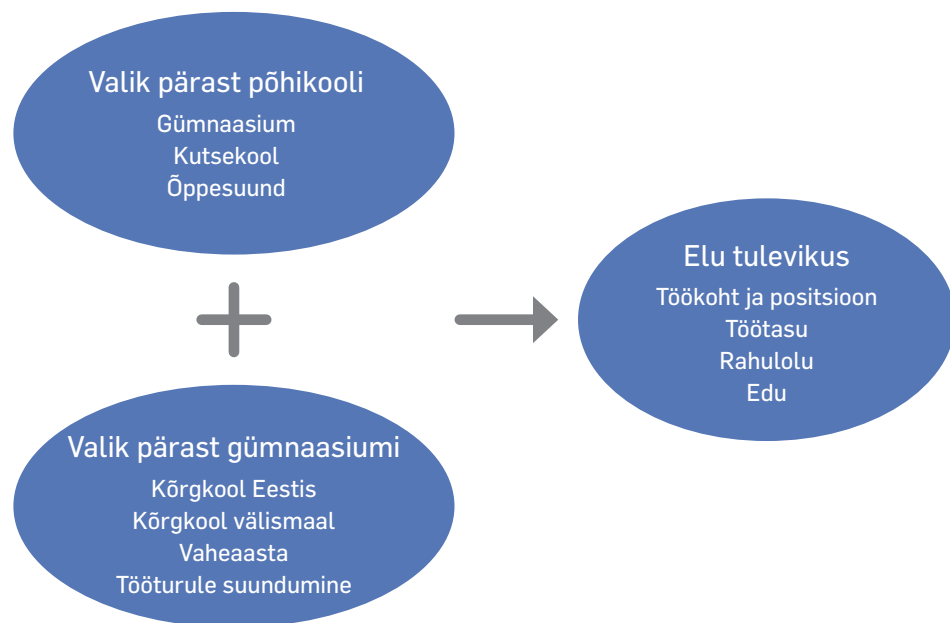 Valik pärast põhikooli
Gümnaasium
Kutsekool
Õppesuund
Valik pärast gümnaasiumi
Kõrgkool Eestis
Kõrgkool välismaal
Vaheaasta
Tööturule suundumine
Elu tulevikus
Töökoht ja positsioon
Töötasu
Rahulolu
Edu